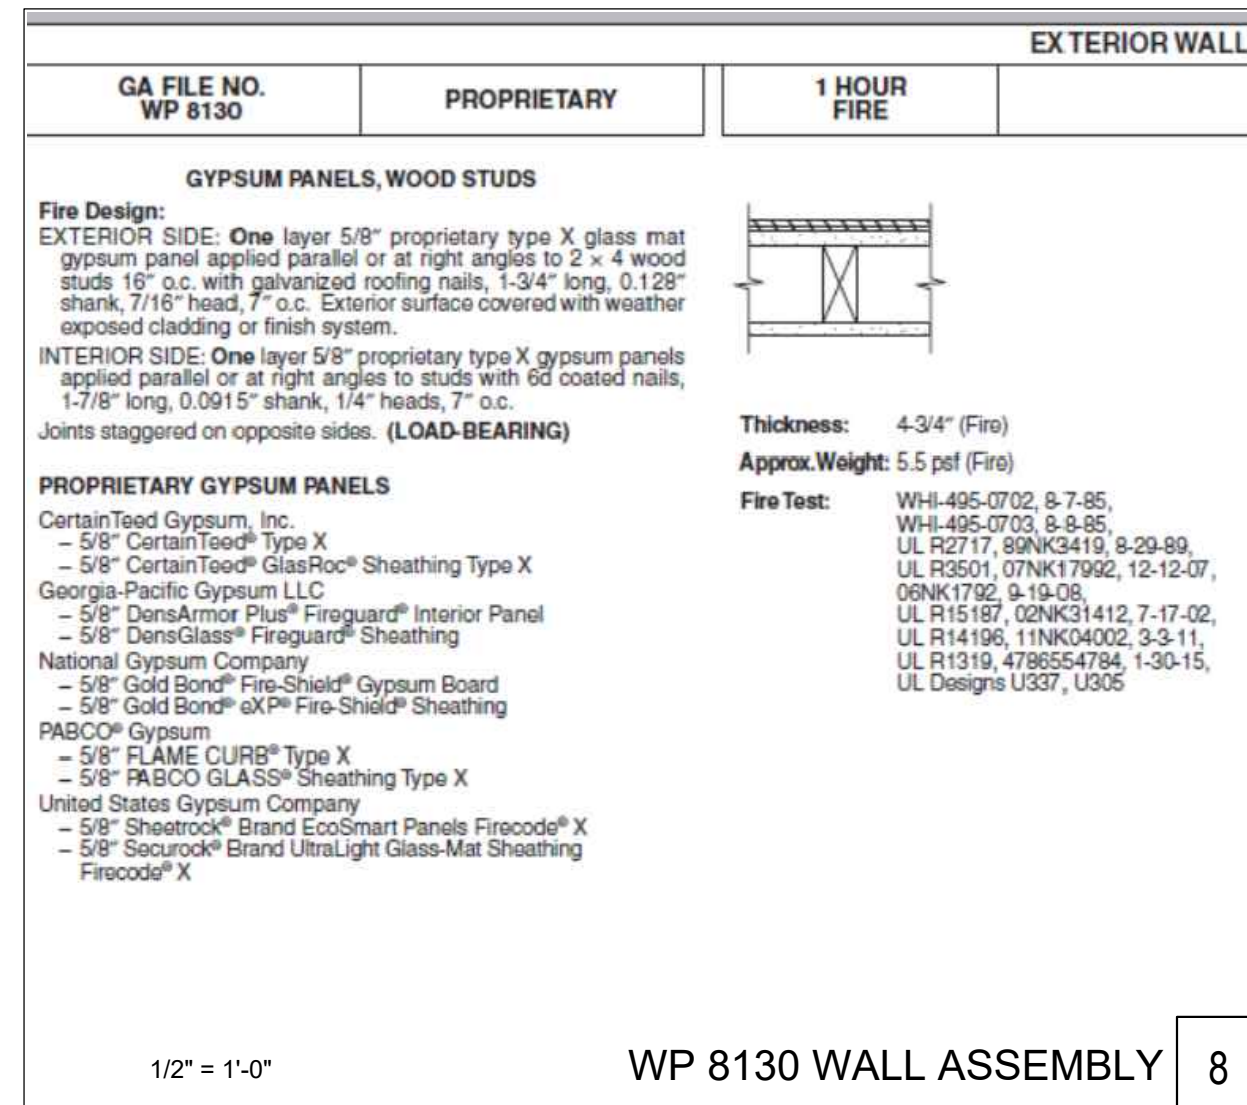 EXTERIOR WALL
GA FILE NO.
WP 8130
PROPRIETARY
1 HOUR
FIRE
GYPSUM PANELS, WOOD STUDS
Fire Design:
EXTERIOR SIDE: One layer 5/8″ proprietary type X glass mat
gypsum panel applied parallel or at right angles to 2 × 4 wood
studs 16″ o.c. with galvanized roofing nails, 1-3/4″ long, 0.128″
shank, 7/16″ head, 7″ o.c. Exterior surface covered with weather
exposed cladding or finish system.
INTERIOR SIDE: One layer 5/8″ proprietary type X gypsum panels
applied parallel or at right angles to studs with 6d coated nails,
1-7/8″ long, 0.0915″ shank, 1/4″ heads, 7″ o.c.
Joints staggered on opposite sides. (LOAD-BEARING)
PROPRIETARY GYPSUM PANELS
CertainTeed Gypsum, Inc.
– 5/8″ CertainTeed® Type X
– 5/8″ CertainTeed® GlasRoc® Sheathing Type X
Georgia-Pacific Gypsum LLC
– 5/8″ DensArmor Plus® Fireguard® Interior Panel
– 5/8″ DensGlass® Fireguard® Sheathing
National Gypsum Company
– 5/8″ Gold Bond® Fire-Shield® Gypsum Board
– 5/8″ Gold Bond® eXP® Fire-Shield® Sheathing
PABCO® Gypsum
– 5/8″ FLAME CURB® Type X
– 5/8″ PABCO GLASS® Sheathing Type X
United States Gypsum Company
– 5/8″ Sheetrock® Brand EcoSmart Panels Firecode® X
– 5/8″ Securock® Brand UltraLight Glass-Mat Sheathing
Firecode® X
Thickness: 4-3/4″ (Fire)
Approx.Weight: 5.5 psf (Fire)
Fire Test: WHI-495-0702, 8-7-85,
WHI-495-0703, 8-8-85,
UL R2717, 89NK3419, 8-29-89,
UL R3501, 07NK17992, 12-12-07,
06NK1792, 9-19-08,
UL R15187, 02NK31412, 7-17-02,
UL R14196, 11NK04002, 3-3-11,
UL R1319, 4786554784, 1-30-15,
UL Designs U337, U305
1/2" = 1'-0"
WP 8130 WALL ASSEMBLY
8